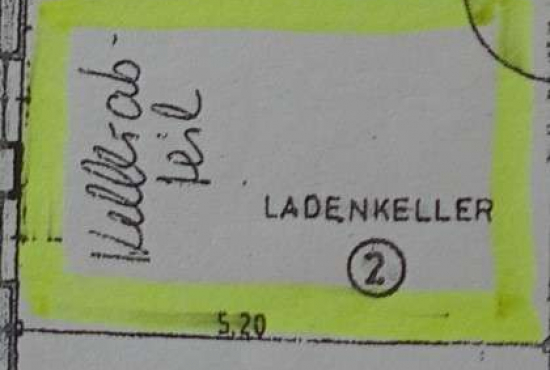 Kellerab-
teil
LADENKELLER
2
5,20